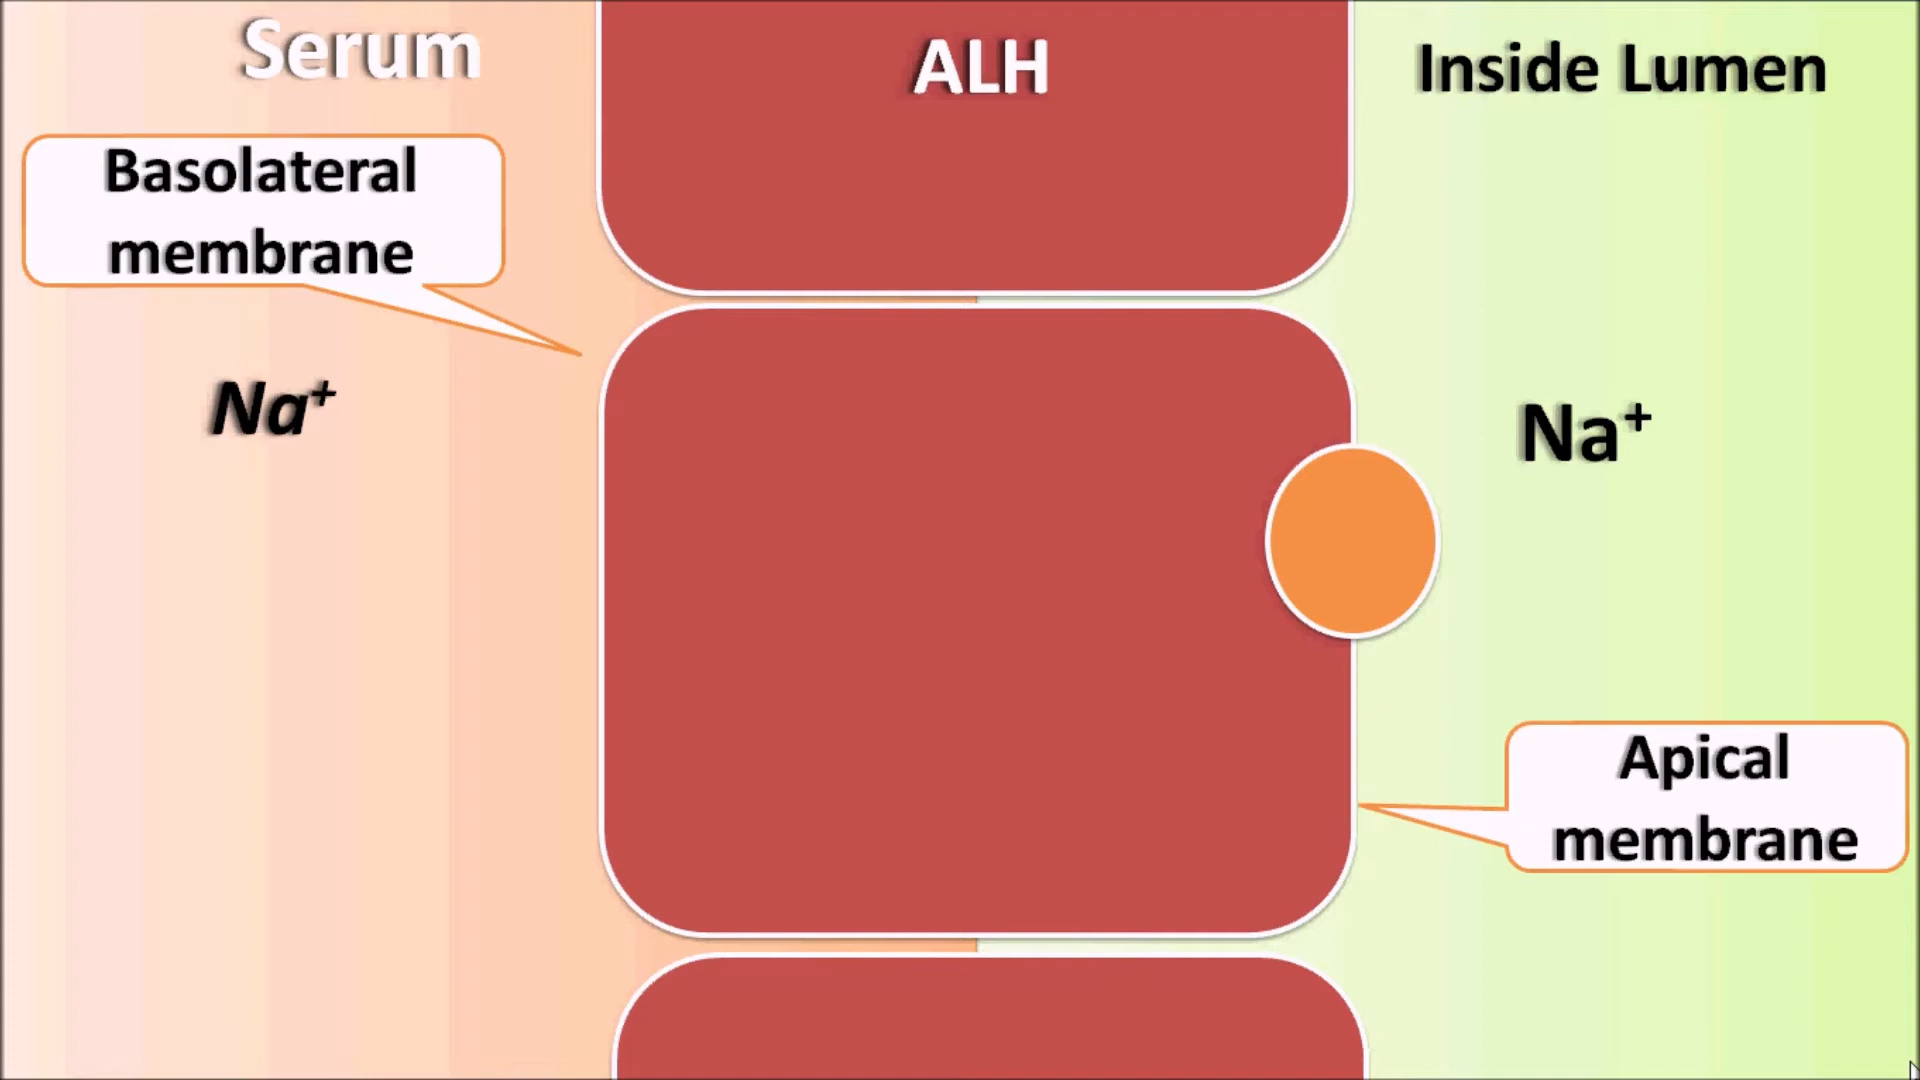 Serum
ALH
Inside Lumen
Basolateral
membrane
Na⁺
Na⁺
Apical
membrane